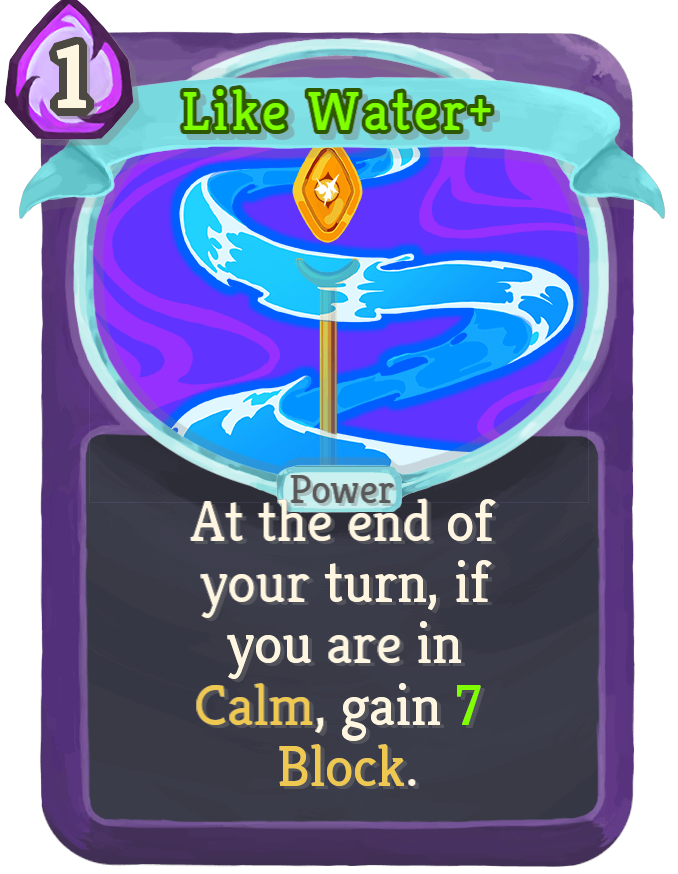 1
Like Water+
Power
At the end of
your turn, if
you are in
Calm, gain 7
Block.